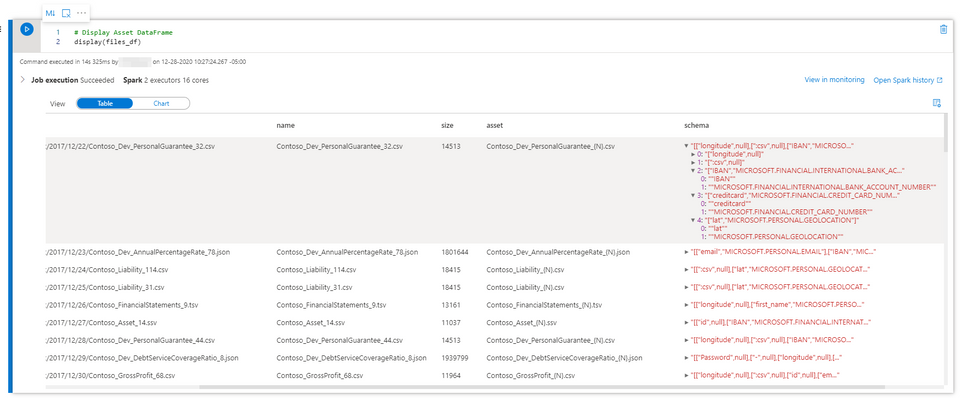 M↓ ...
1 # Display Asset DataFrame
2 display(files_df)
Command executed in 14s 325ms by on 12-28-2020 10:27:24.267 -05:00
Job execution Succeeded Spark 2 executors 16 cores View in monitoring Open Spark history
View Table Chart
name size asset schema
:/2017/12/22/Contoso_Dev_PersonalGuarantee_32.csv Contoso_Dev_PersonalGuarantee_32.csv 14513 Contoso_Dev_PersonalGuarantee_{N}.csv "[["longitude",null],[":csv",null],["IBAN","MICROSO..."
0: "["longitude",null]"
1: "[":csv",null]"
2: "["IBAN","MICROSOFT.FINANCIAL.INTERNATIONAL.BANK_AC..."
0: ""IBAN""
1: ""MICROSOFT.FINANCIAL.INTERNATIONAL.BANK_ACCOUNT_NUMBER""
3: "["creditcard","MICROSOFT.FINANCIAL.CREDIT_CARD_NUM..."
0: ""creditcard""
1: ""MICROSOFT.FINANCIAL.CREDIT_CARD_NUMBER""
4: "["lat","MICROSOFT.PERSONAL.GEOLOCATION"]"
0: ""lat""
1: ""MICROSOFT.PERSONAL.GEOLOCATION""
:/2017/12/23/Contoso_Dev_AnnualPercentageRate_78.json Contoso_Dev_AnnualPercentageRate_78.json 1801644 Contoso_Dev_AnnualPercentageRate_{N}.json "[["email","MICROSOFT.PERSONAL.EMAIL"],["IBAN","MIC..."
:/2017/12/24/Contoso_Liability_114.csv Contoso_Liability_114.csv 18415 Contoso_Liability_{N}.csv "[[":csv",null],["lat","MICROSOFT.PERSONAL.GEOLOCAT..."
:/2017/12/25/Contoso_Liability_31.csv Contoso_Liability_31.csv 18415 Contoso_Liability_{N}.csv "[[":csv",null],["lat","MICROSOFT.PERSONAL.GEOLOCAT..."
:/2017/12/26/Contoso_FinancialStatements_9.tsv Contoso_FinancialStatements_9.tsv 13161 Contoso_FinancialStatements_{N}.tsv "[["longitude",null],["first_name","MICROSOFT.PERSO..."
:/2017/12/27/Contoso_Asset_14.ssv Contoso_Asset_14.ssv 11037 Contoso_Asset_{N}.ssv "[["id",null],["IBAN","MICROSOFT.FINANCIAL.INTERNAT..."
:/2017/12/28/Contoso_Dev_PersonalGuarantee_44.csv Contoso_Dev_PersonalGuarantee_44.csv 14513 Contoso_Dev_PersonalGuarantee_{N}.csv "[["longitude",null],[":csv",null],["IBAN","MICROSO..."
:/2017/12/29/Contoso_Dev_DebtServiceCoverageRatio_8.json Contoso_Dev_DebtServiceCoverageRatio_8.json 1939799 Contoso_Dev_DebtServiceCoverageRatio_{N}.json "[["Password",null],["-",null],["longitude",null],[..."
:/2017/12/30/Contoso_GrossProfit_68.csv Contoso_GrossProfit_68.csv 11964 Contoso_GrossProfit_{N}.csv "[["longitude",null],[":csv",null],["id",null],["em..."